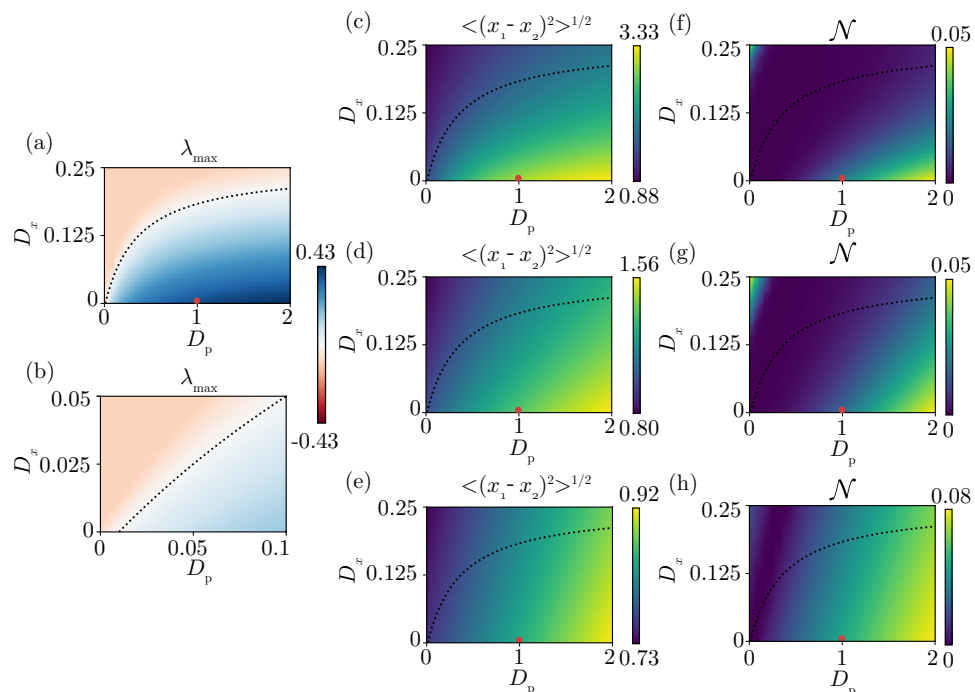 (a)
λmax
0.25
0.125
0
Dx
0
1
2
Dp
0.43
-0.43
(b)
λmax
0.05
0.025
0
Dx
0
0.05
0.1
Dp
(c)
<(x1- x2)2>1/2
3.33
0.25
0.125
0
Dx
0
1
2
Dp
0.88
(d)
<(x1- x2)2>1/2
1.56
0.25
0.125
0
Dx
0
1
2
Dp
0.80
(e)
<(x1- x2)2>1/2
0.92
0.25
0.125
0
Dx
0
1
2
Dp
0.73
(f)
𝒩
0.05
0.25
0.125
0
Dx
0
1
2
Dp
0
(g)
𝒩
0.05
0.25
0.125
0
Dx
0
1
2
Dp
0
(h)
𝒩
0.08
0.25
0.125
0
Dx
0
1
2
Dp
0